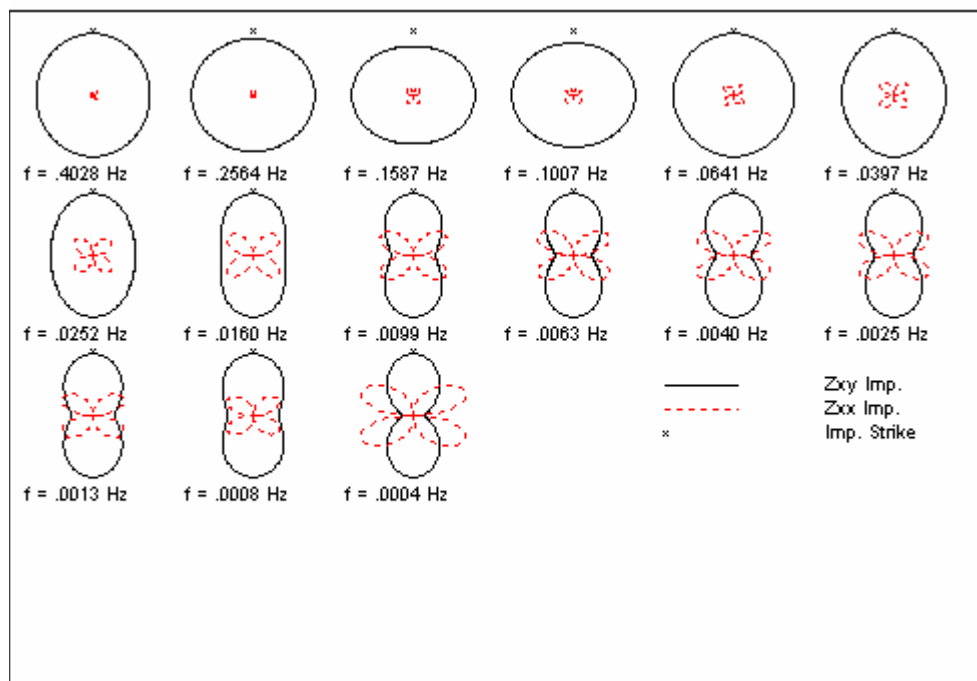 f = .4028 Hz f = .2564 Hz f = .1587 Hz f = .1007 Hz f = .0641 Hz f = .0397 Hz
f = .0252 Hz f = .0160 Hz f = .0099 Hz f = .0063 Hz f = .0040 Hz f = .0025 Hz
Zxy Imp.
Zxx Imp.
x Imp. Strike
f = .0013 Hz f = .0008 Hz f = .0004 Hz